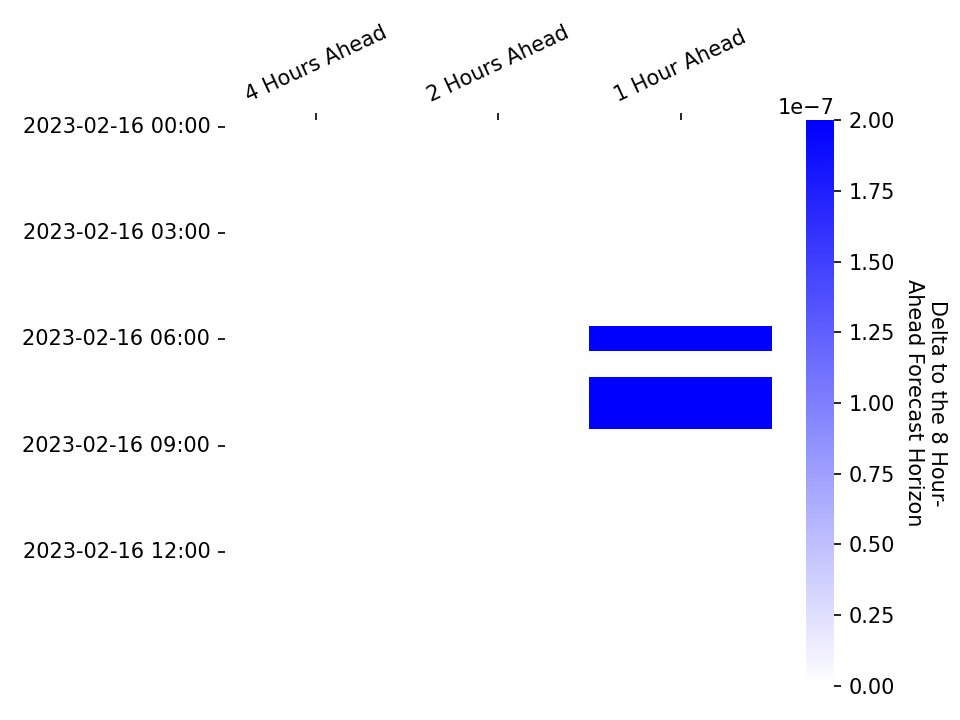 4 Hours Ahead
2 Hours Ahead
1 Hour Ahead
2023-02-16 00:00
2023-02-16 03:00
2023-02-16 06:00
2023-02-16 09:00
2023-02-16 12:00
1e−7
2.00
1.75
1.50
1.25
1.00
0.75
0.50
0.25
0.00
Delta to the 8 Hour-
Ahead Forecast Horizon